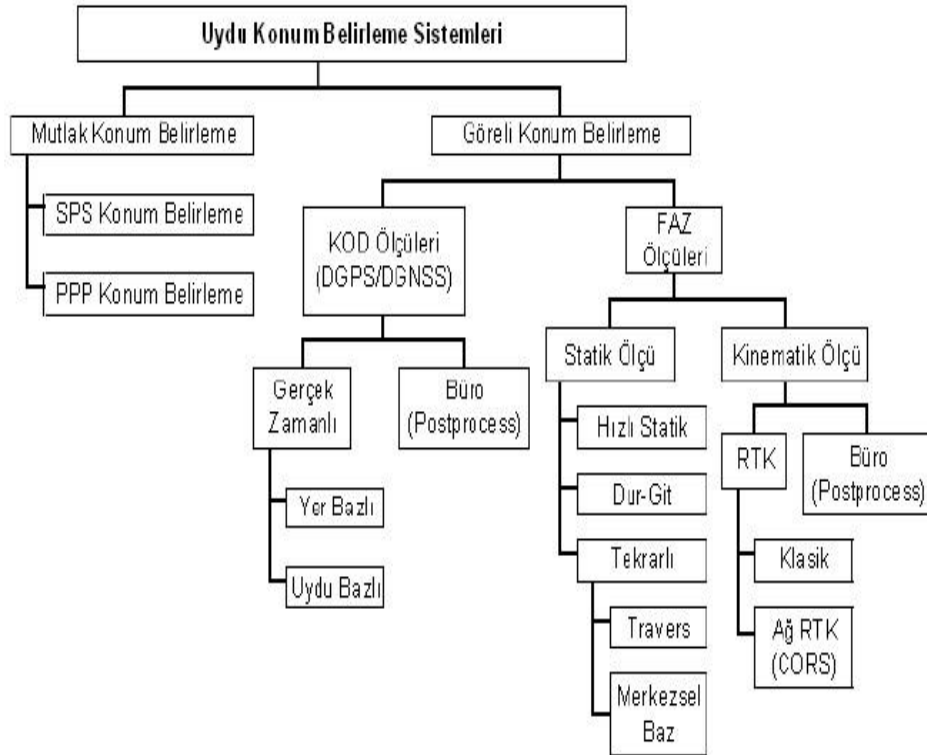 Uydu Konum Belirleme Sistemleri
Mutlak Konum Belirleme
Göreli Konum Belirleme
SPS Konum Belirleme
PPP Konum Belirleme
KOD Ölçüleri
(DGPS/DGNSS)
FAZ
Ölçüleri
Gerçek
Zamanlı
Büro
(Postprocess)
Yer Bazlı
Uydu Bazlı
Statik Ölçü
Kinematik Ölçü
Hızlı Statik
Dur-Git
Tekrarlı
Travers
Merkezsel
Baz
RTK
Büro
(Postprocess)
Klasik
Ağ RTK
(CORS)